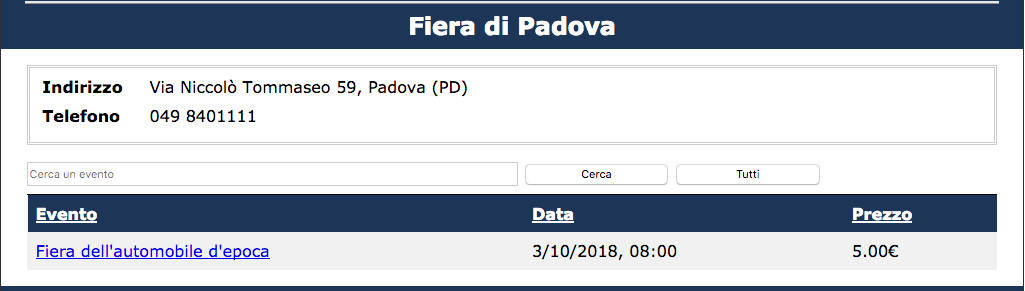 Fiera di Padova
Indirizzo Via Niccolò Tommaseo 59, Padova (PD)
Telefono 049 8401111
Cerca un evento Cerca Tutti
Evento Data Prezzo
Fiera dell'automobile d'epoca 3/10/2018, 08:00 5.00€